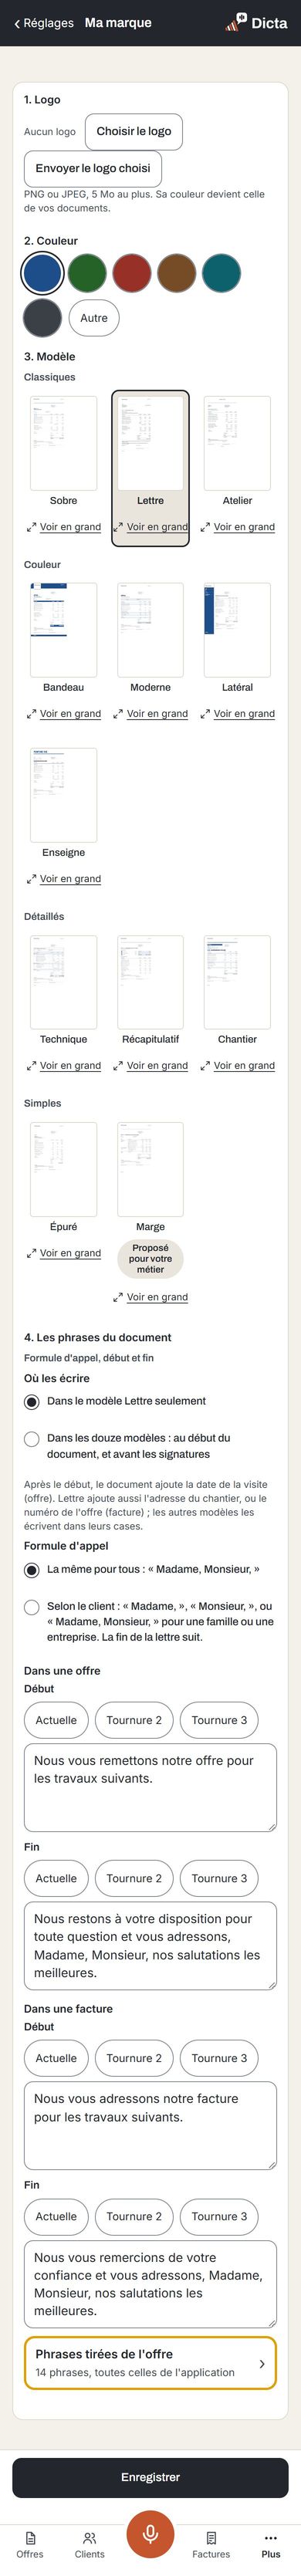 Réglages Ma marque Dicta
1. Logo
Aucun logo Choisir le logo
Envoyer le logo choisi
PNG ou JPEG, 5 Mo au plus. Sa couleur devient celle
de vos documents.
2. Couleur
Autre
3. Modèle
Classiques
Sobre Lettre Atelier
Voir en grand Voir en grand Voir en grand
Couleur
Bandeau Moderne Latéral
Voir en grand Voir en grand Voir en grand
Enseigne
Voir en grand
Détaillés
Technique Récapitulatif Chantier
Voir en grand Voir en grand Voir en grand
Simples
Épuré Marge
Proposé
pour votre
métier
Voir en grand
Voir en grand
4. Les phrases du document
Formule d'appel, début et fin
Où les écrire
Dans le modèle Lettre seulement
Dans les douze modèles : au début du
document, et avant les signatures
Après le début, le document ajoute la date de la visite
(offre). Lettre ajoute aussi l'adresse du chantier, ou le
numéro de l'offre (facture) ; les autres modèles les
écrivent dans leurs cases.
Formule d'appel
La même pour tous : « Madame, Monsieur, »
Selon le client : « Madame, », « Monsieur, », ou
« Madame, Monsieur, » pour une famille ou une
entreprise. La fin de la lettre suit.
Dans une offre
Début
Actuelle Tournure 2 Tournure 3
Nous vous remettons notre offre pour
les travaux suivants.
Fin
Actuelle Tournure 2 Tournure 3
Nous restons à votre disposition pour
toute question et vous adressons,
Madame, Monsieur, nos salutations les
meilleures.
Dans une facture
Début
Actuelle Tournure 2 Tournure 3
Nous vous adressons notre facture
pour les travaux suivants.
Fin
Actuelle Tournure 2 Tournure 3
Nous vous remercions de votre
confiance et vous adressons, Madame,
Monsieur, nos salutations les
meilleures.
Phrases tirées de l'offre
14 phrases, toutes celles de l'application
Enregistrer
Offres Clients Factures Plus